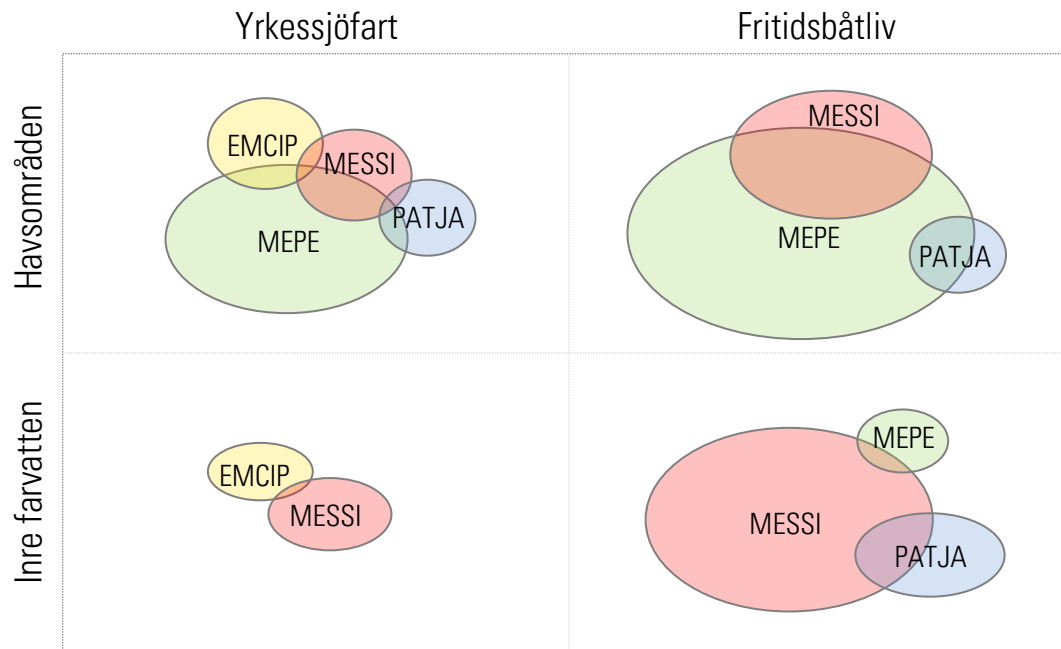 Yrkessjöfart
Fritidsbåtliv
Havsområden
EMCIP
MESSI
PATJA
MEPE
MESSI
MEPE
PATJA
Inre farvatten
EMCIP
MESSI
MEPE
MESSI
PATJA